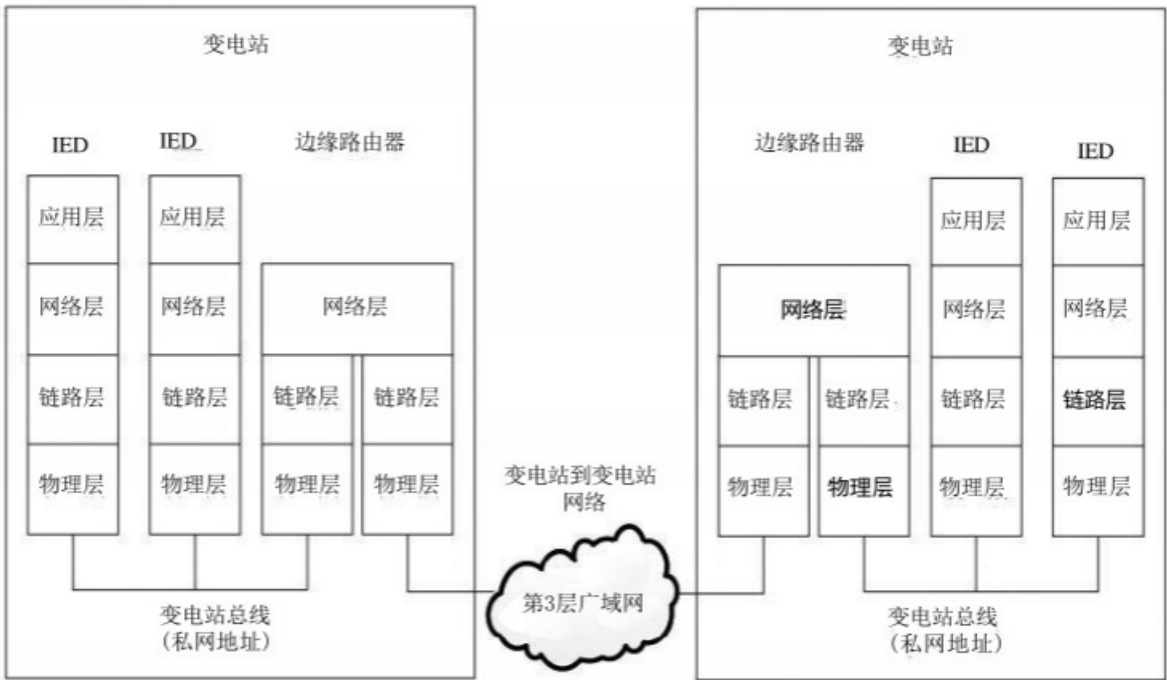 变电站
变电站
IED
IED
边缘路由器
边缘路由器
IED
IED
应用层
应用层
应用层
应用层
网络层
网络层
网络层
网络层
网络层
网络层
链路层
链路层
链路层
链路层
链路层
链路层
链路层
链路层
物理层
物理层
物理层
物理层
物理层
物理层
物理层
物理层
变电站到变电站
网络
第3层广域网
变电站总线
(私网地址)
变电站总线
(私网地址)